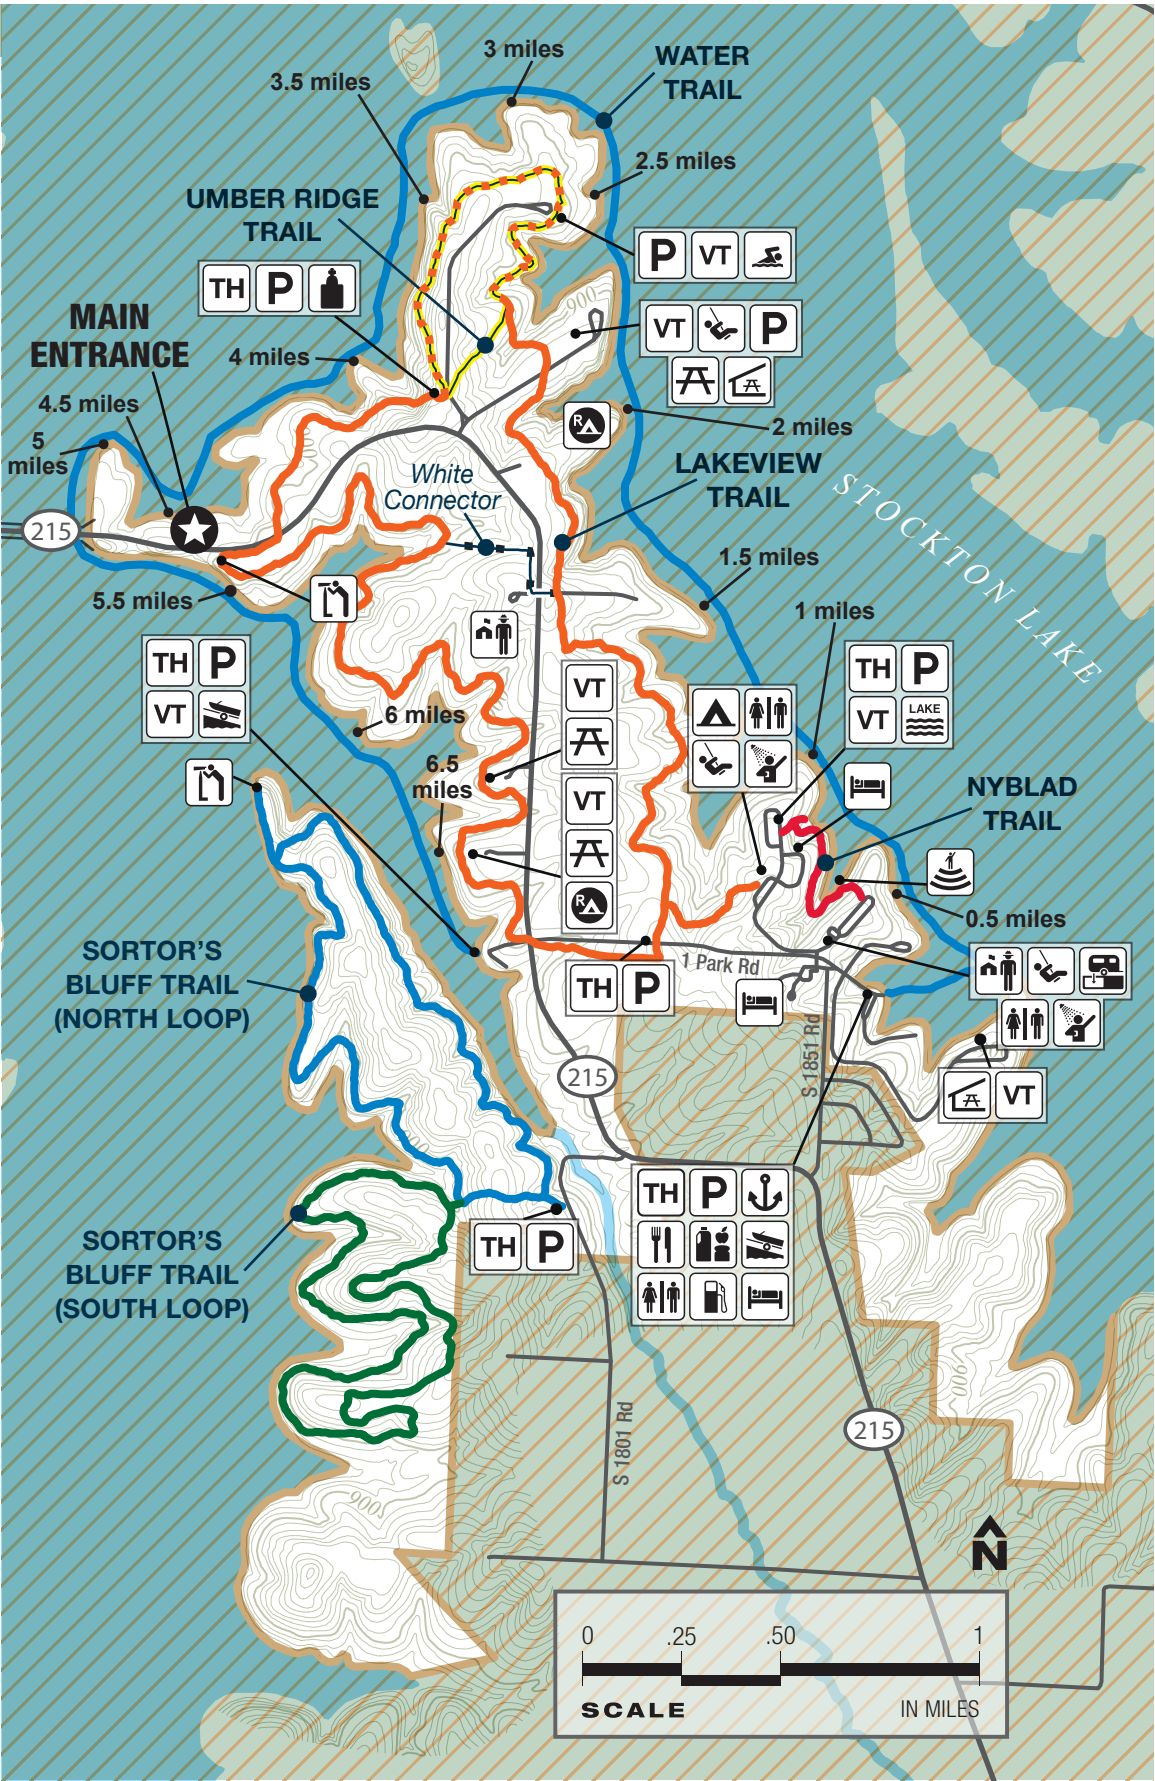 3 miles
WATER
TRAIL
3.5 miles
2.5 miles
UMBER RIDGE
TRAIL
P VT
TH P
900
MAIN
ENTRANCE
VT P
4 miles
4.5 miles
R
2 miles
5
miles
LAKEVIEW
TRAIL
White
Connector
STOCKTON LAKE
215
1.5 miles
5.5 miles
1 miles
TH P
VT
TH P
VT LAKE
VT
6 miles
6.5
miles
NYBLAD
TRAIL
VT
R
0.5 miles
SORTOR'S
BLUFF TRAIL
(NORTH LOOP)
1 Park Rd
TH P
S 1851 Rd
215
VT
TH P
SORTOR'S
BLUFF TRAIL
(SOUTH LOOP)
TH P
900
S 1801 Rd
215
900
N
0 .25 .50 1
SCALE IN MILES